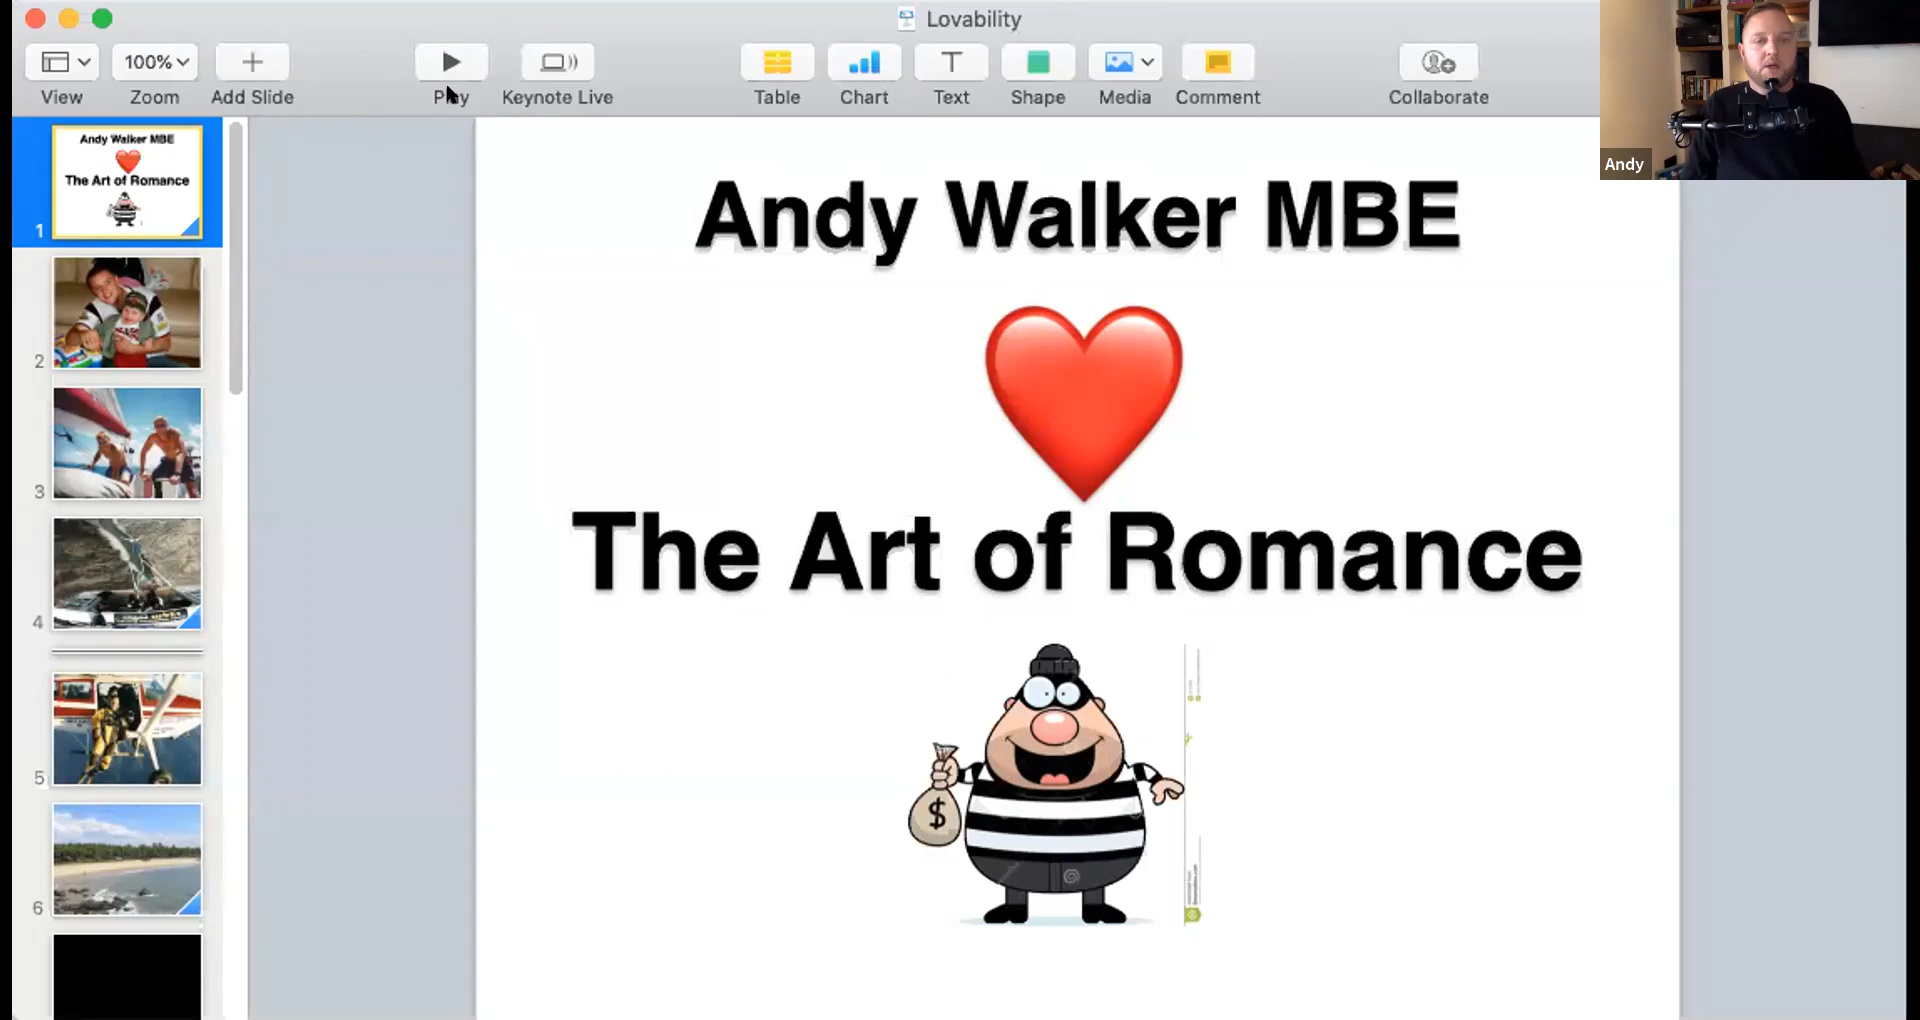 Lovability
100%
View
Zoom
Add Slide
Play
Keynote Live
Table
Chart
Text
Shape
Media
Comment
Collaborate
Andy
Andy Walker MBE
The Art of Romance
1
2
3
4
5
6
Andy Walker MBE
The Art of Romance
$